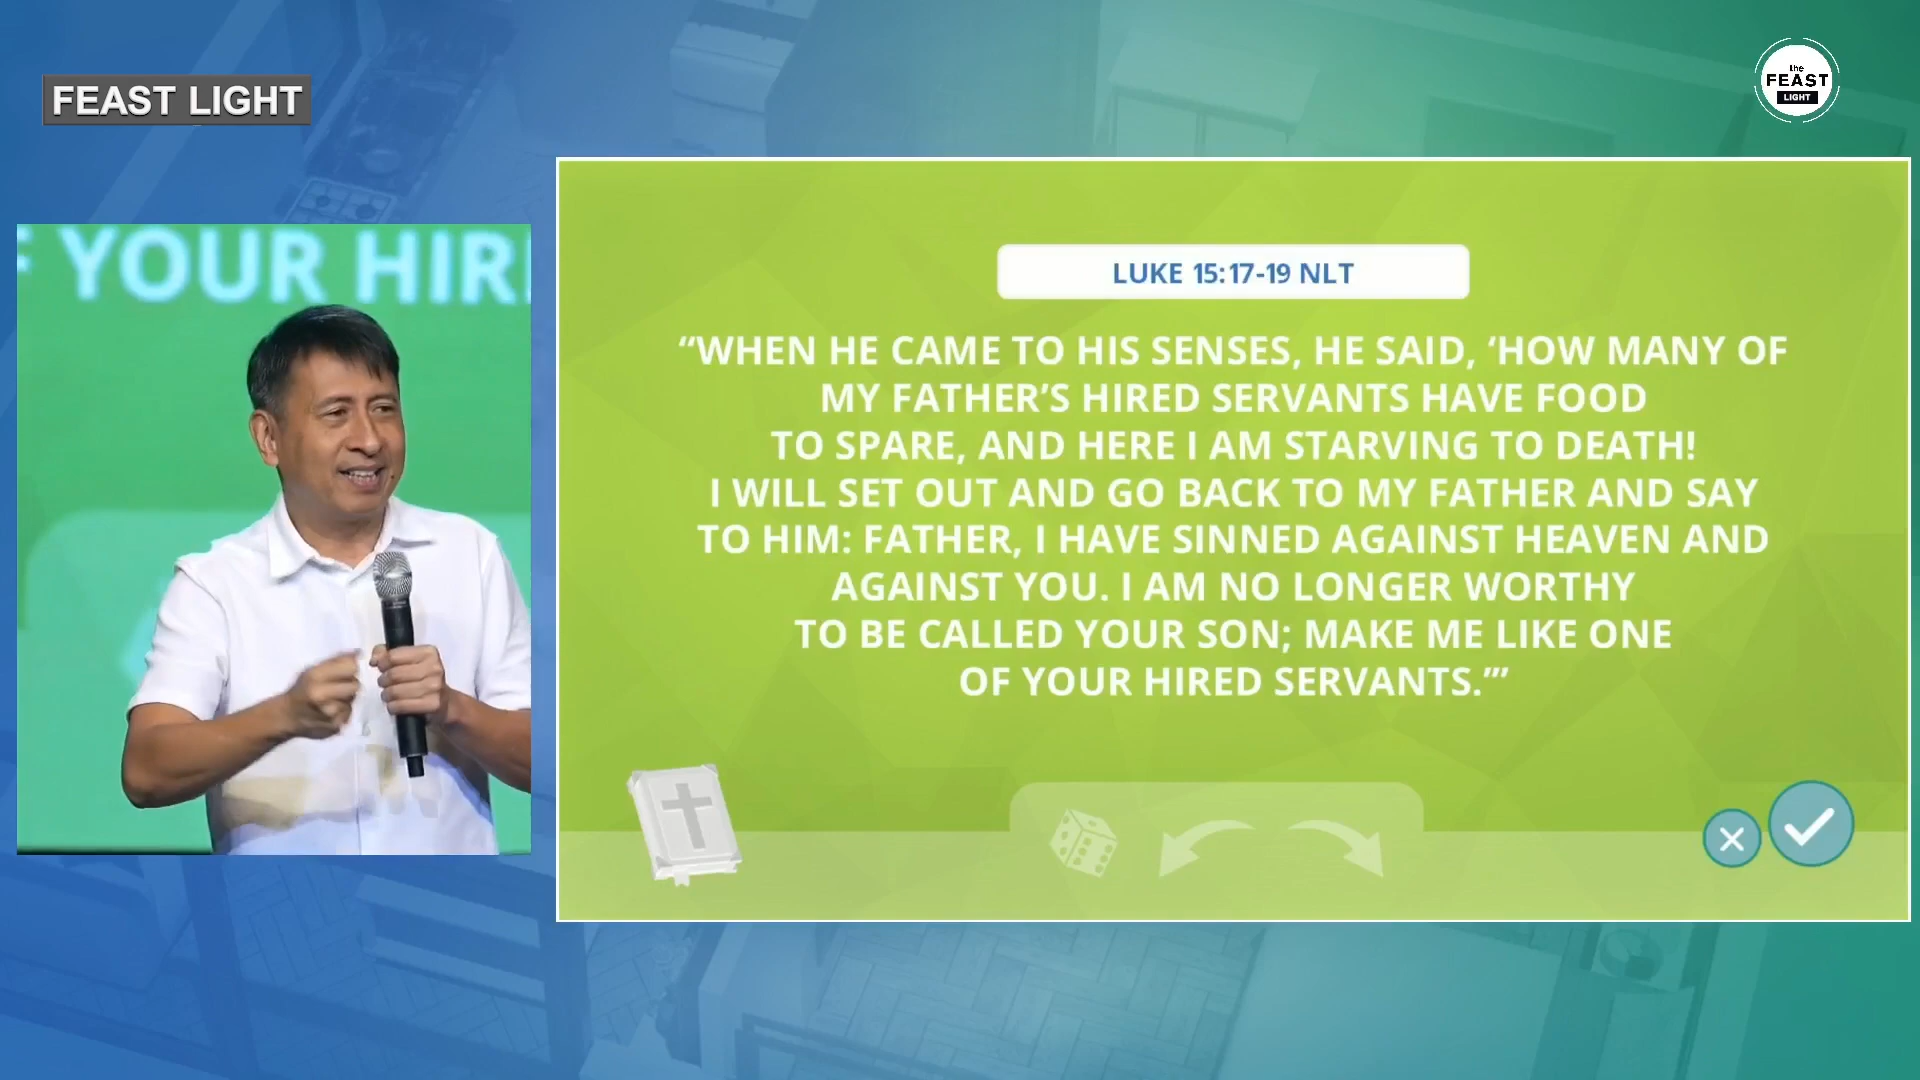 FEAST LIGHT
the
FEAST
LIGHT
F YOUR HIR
LUKE 15:17-19 NLT
“WHEN HE CAME TO HIS SENSES, HE SAID, ‘HOW MANY OF
MY FATHER’S HIRED SERVANTS HAVE FOOD
TO SPARE, AND HERE I AM STARVING TO DEATH!
I WILL SET OUT AND GO BACK TO MY FATHER AND SAY
TO HIM: FATHER, I HAVE SINNED AGAINST HEAVEN AND
AGAINST YOU. I AM NO LONGER WORTHY
TO BE CALLED YOUR SON; MAKE ME LIKE ONE
OF YOUR HIRED SERVANTS.’”